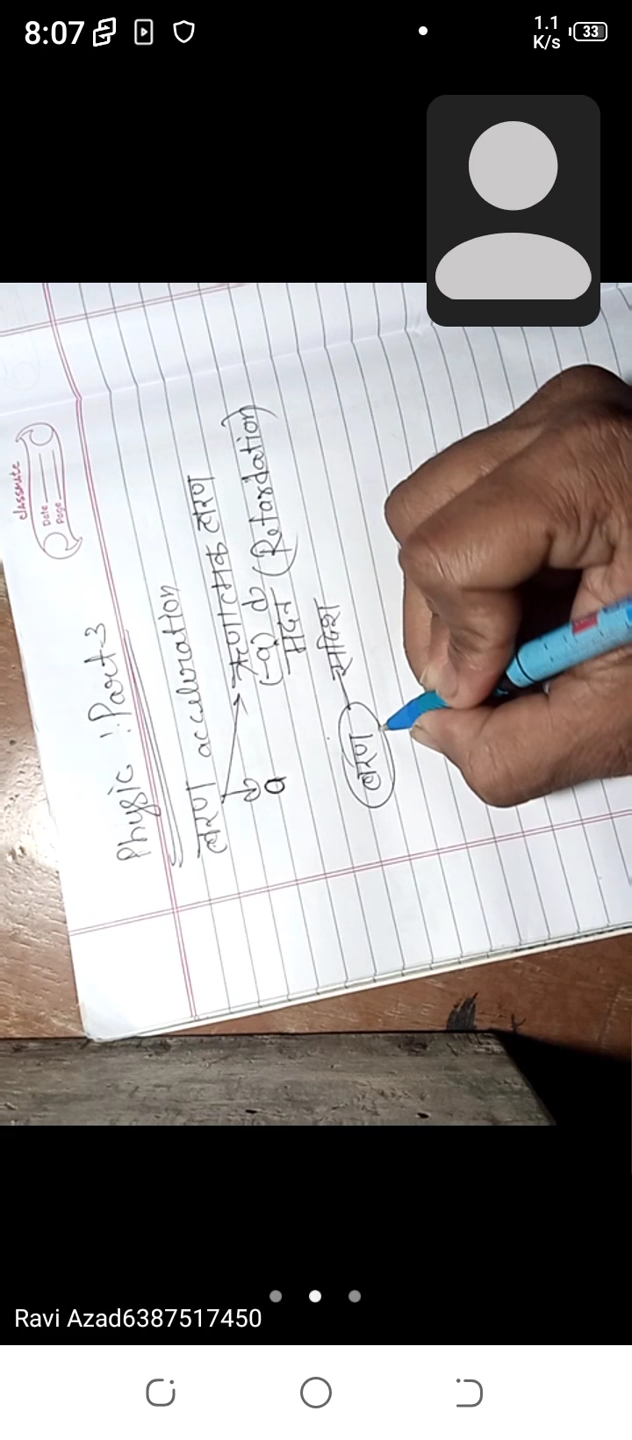 8:07
1.1
K/s
33
classmate
Date
Page
Physic : Part-3
त्वरण acceleration
a
ऋणात्मक त्वरण
(-a)
मंदन (Retardation)
त्वरण - सदिश
Ravi Azad6387517450